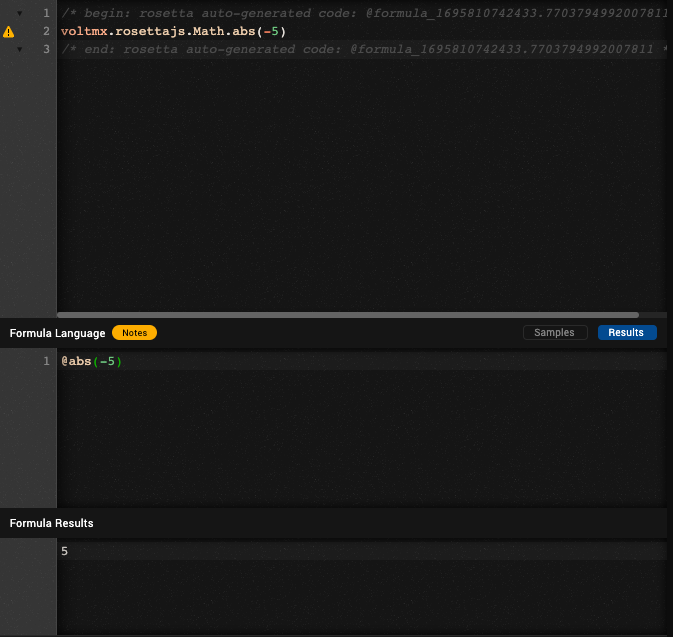 1 /* begin: rosetta auto-generated code: @formula_1695810742433.7703794992007811
2 voltmx.rosettajs.Math.abs(-5)
3 /* end: rosetta auto-generated code: @formula_1695810742433.7703794992007811 *
Formula Language Notes Samples Results
1 @abs(-5)
Formula Results
5